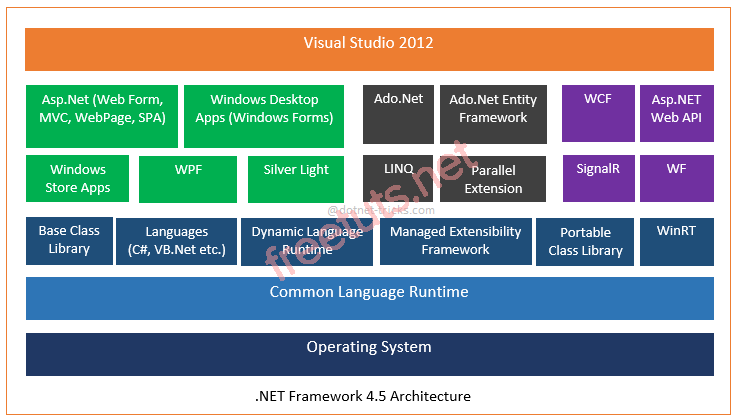 Visual Studio 2012
Asp.Net (Web Form,
MVC, WebPage, SPA)
Windows Desktop
Apps (Windows Forms)
Ado.Net
Ado.Net Entity
Framework
WCF
Asp.NET
Web API
Windows
Store Apps
WPF
Silver Light
LINQ
Parallel
Extension
SignalR
WF
@dotnet-tricks.com
freetuts.net
Base Class
Library
Languages
(C#, VB.Net etc.)
Dynamic Language
Runtime
Managed Extensibility
Framework
Portable
Class Library
WinRT
Common Language Runtime
Operating System
.NET Framework 4.5 Architecture